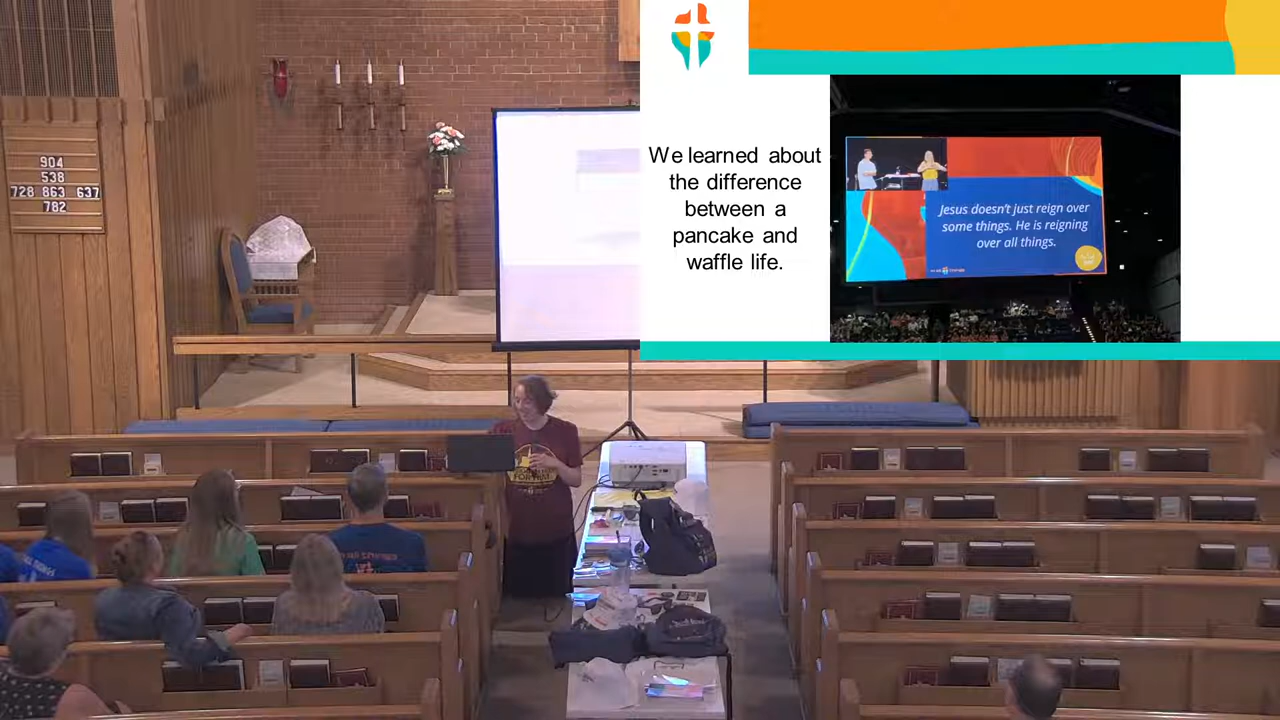 904
538
728 863 637
782
We learned about
the difference
between a
pancake and
waffle life.
Jesus doesn't just reign over
some things. He is reigning
over all things.